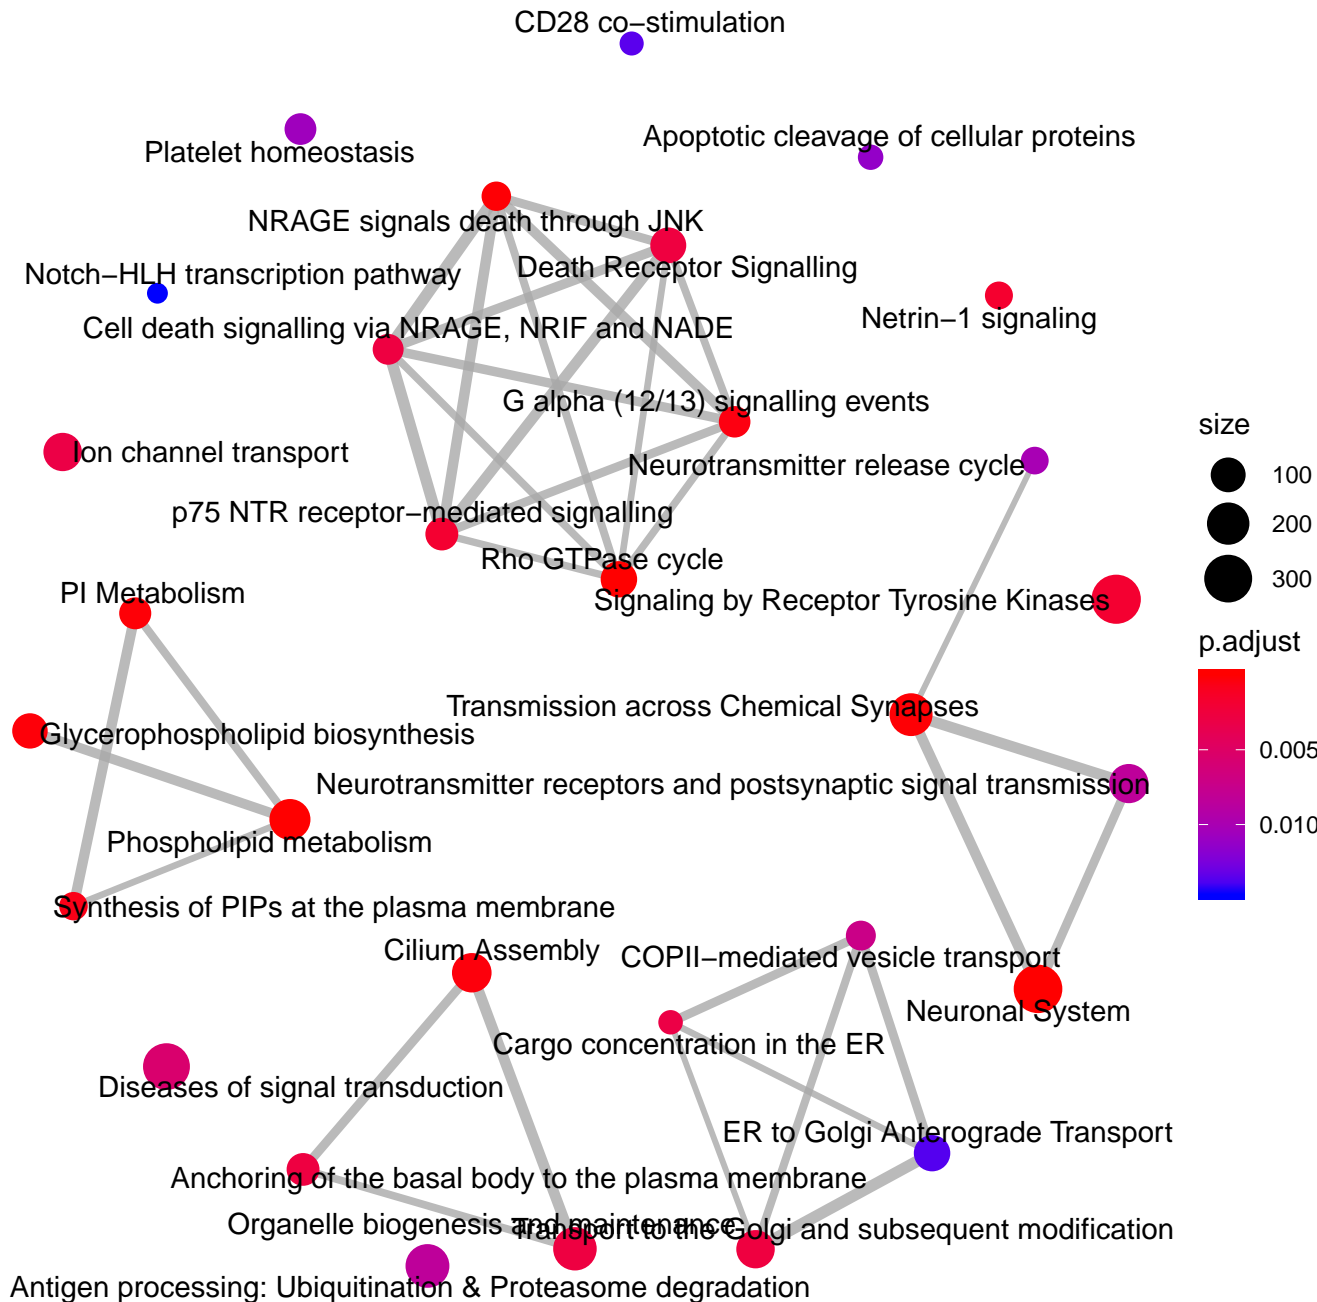 CD28 co−stimulation
Apoptotic cleavage of cellular proteins
Platelet homeostasis
NRAGE signals death through JNK
Death Receptor Signalling
Notch−HLH transcription pathway
Netrin−1 signaling
Cell death signalling via NRAGE, NRIF and NADE
G alpha (12/13) signalling events
size
Ion channel transport
Neurotransmitter release cycle
100
p75 NTR receptor−mediated signalling
200
Rho GTPase cycle
300
PI Metabolism
Signaling by Receptor Tyrosine Kinases
p.adjust
Transmission across Chemical Synapses
Glycerophospholipid biosynthesis
0.005
Neurotransmitter receptors and postsynaptic signal transmission
0.010
Phospholipid metabolism
Synthesis of PIPs at the plasma membrane
Cilium Assembly
COPII−mediated vesicle transport
Neuronal System
Cargo concentration in the ER
Diseases of signal transduction
ER to Golgi Anterograde Transport
Anchoring of the basal body to the plasma membrane
Organelle biogenesis and maintenance
Transport to the Golgi and subsequent modification
Antigen processing: Ubiquitination & Proteasome degradation